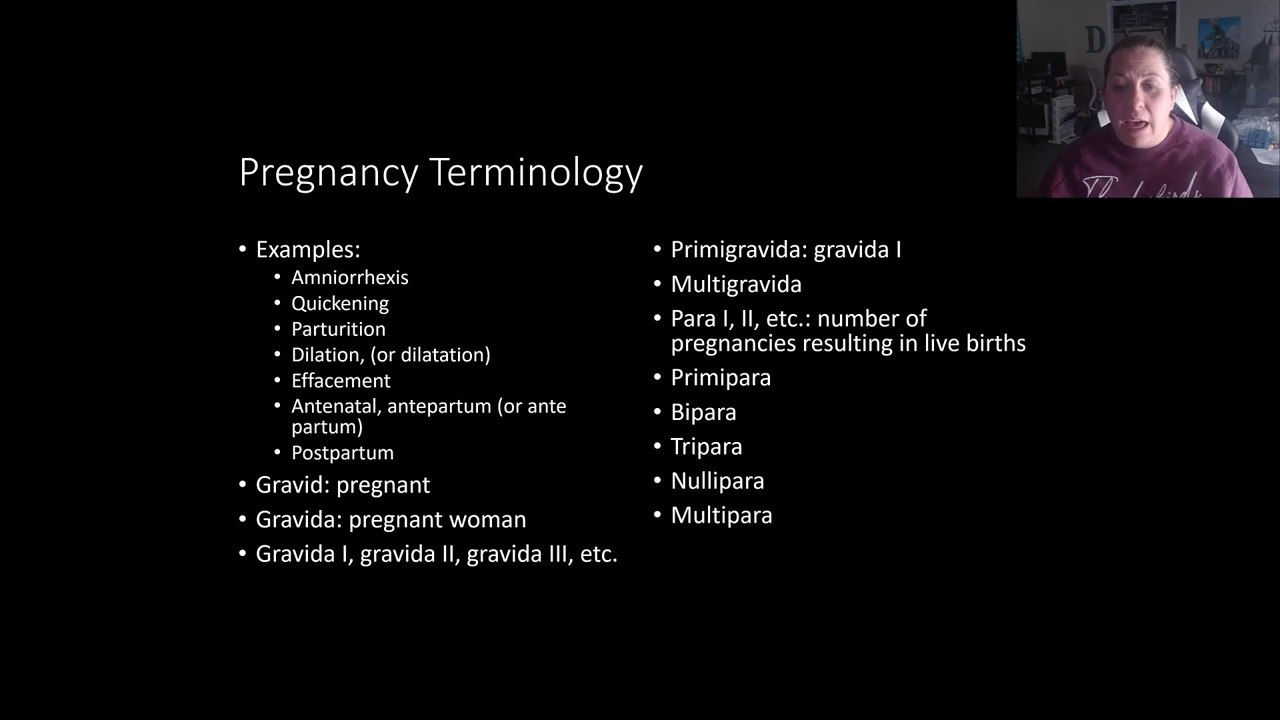 Pregnancy Terminology
• Examples:
• Amniorrhexis
• Quickening
• Parturition
• Dilation, (or dilatation)
• Effacement
• Antenatal, antepartum (or ante
partum)
• Postpartum
• Gravid: pregnant
• Gravida: pregnant woman
• Gravida I, gravida II, gravida III, etc.
• Primigravida: gravida I
• Multigravida
• Para I, II, etc.: number of
pregnancies resulting in live births
• Primipara
• Bipara
• Tripara
• Nullipara
• Multipara
D